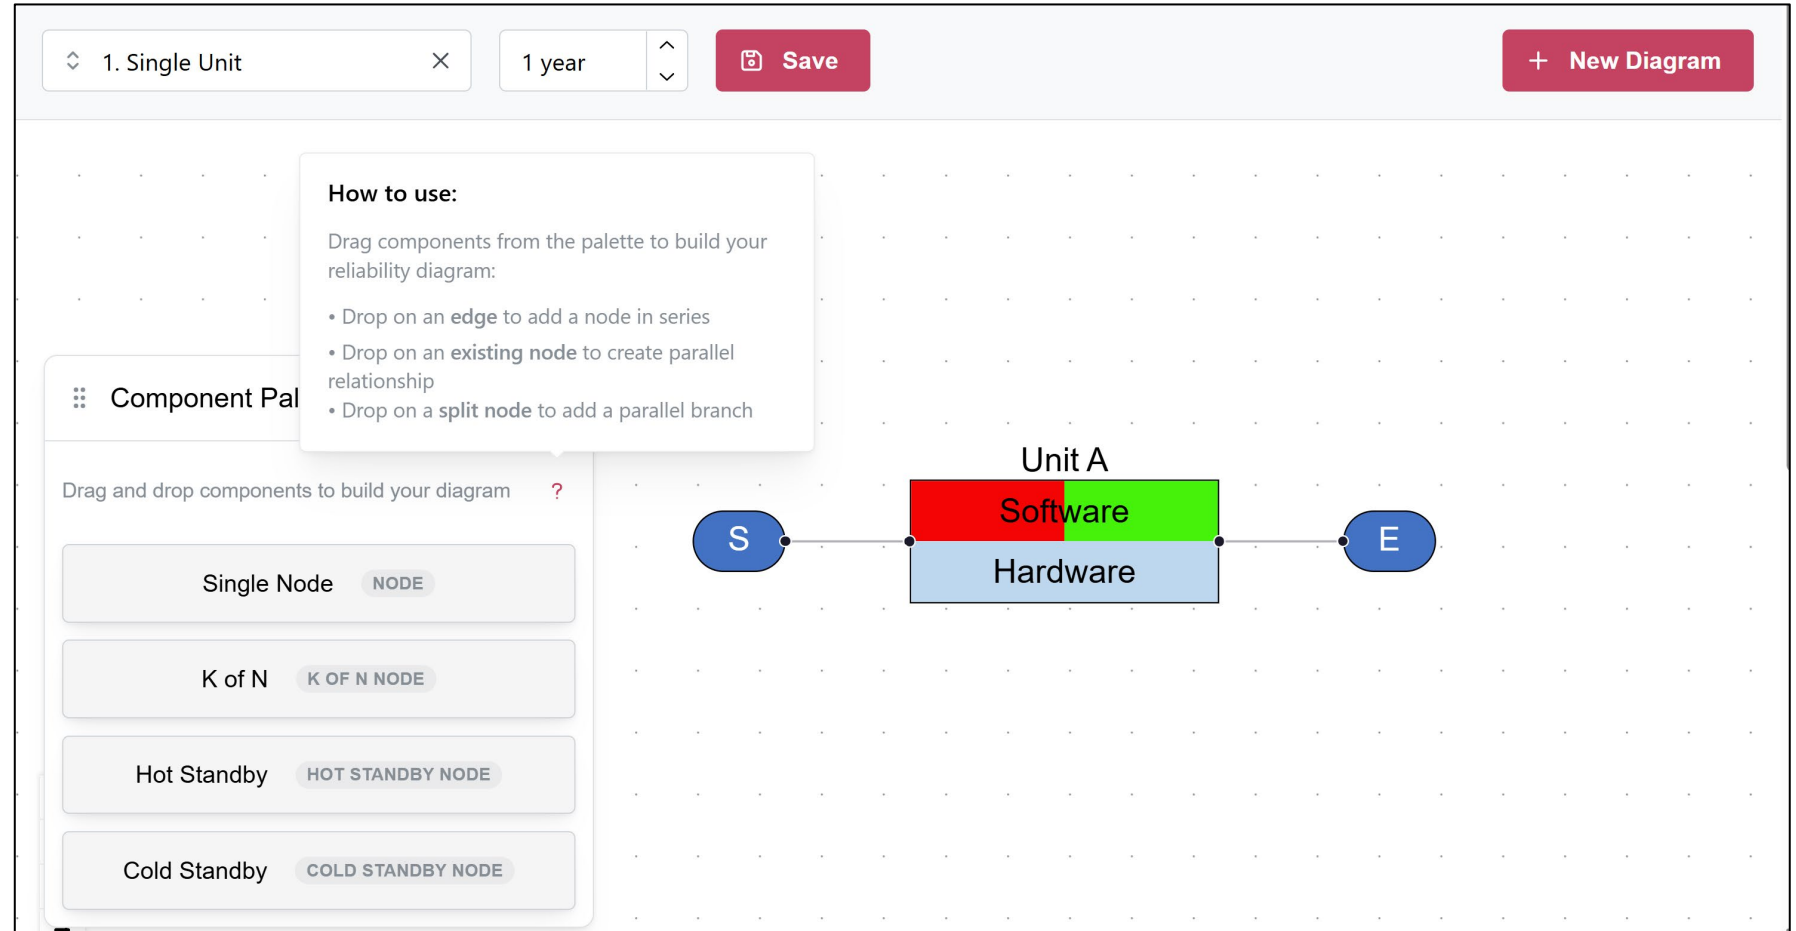 1. Single Unit
1 year
Save
New Diagram
How to use:
Drag components from the palette to build your
reliability diagram:
• Drop on an edge to add a node in series
• Drop on an existing node to create parallel
relationship
• Drop on a split node to add a parallel branch
Component Pal
Drag and drop components to build your diagram ?
Single Node NODE
K of N K OF N NODE
Hot Standby HOT STANDBY NODE
Cold Standby COLD STANDBY NODE
Unit A
S
Software
Hardware
E